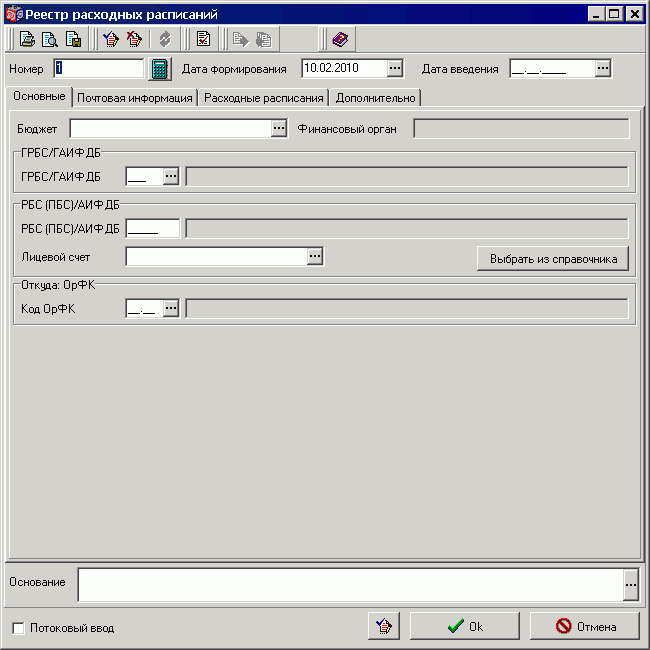 Реестр расходных расписаний
Номер 1 Дата формирования 10.02.2010 ... Дата введения __.__.____ ...
Основные Почтовая информация Расходные расписания Дополнительно
Бюджет ... Финансовый орган
ГРБС/ГАИФДБ
ГРБС/ГАИФДБ ___ ...
РБС (ПБС)/АИФДБ
РБС (ПБС)/АИФДБ _____
Лицевой счет ... Выбрать из справочника
Откуда: ОрФК
Код ОрФК __.__ ...
Основание ...
Потоковый ввод Ok Отмена